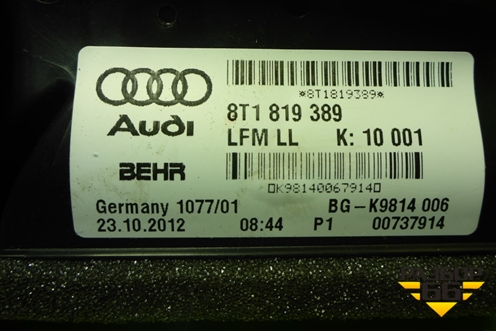 *8T1819389*
Audi
8T1 819 389
LFM LL K: 10 001
BEHR
Germany 1077/01 BG-K9814 006
23.10.2012 08:44 P1 00737914
66